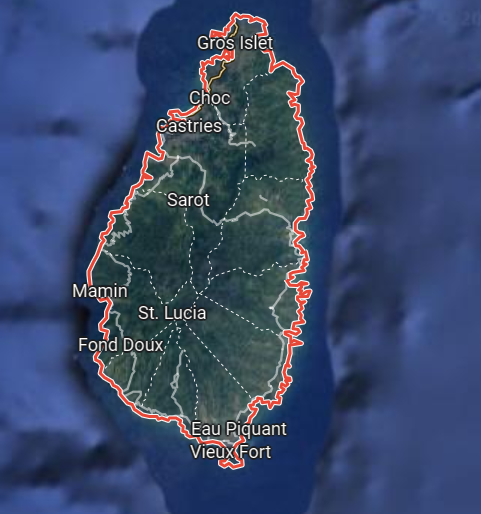 Gros Islet
Choc
Castries
Sarot
Mamin
St. Lucia
Fond Doux
Eau Piquant
Vieux Fort